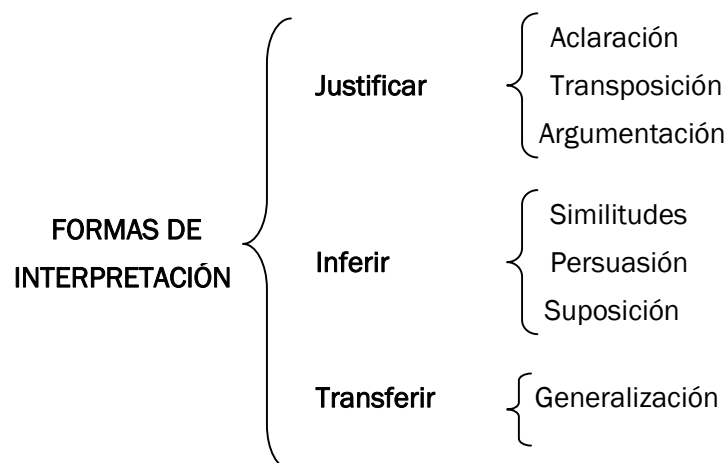 FORMAS DE
INTERPRETACIÓN
Justificar
Aclaración
Transposición
Argumentación
Inferir
Similitudes
Persuasión
Suposición
Transferir
Generalización